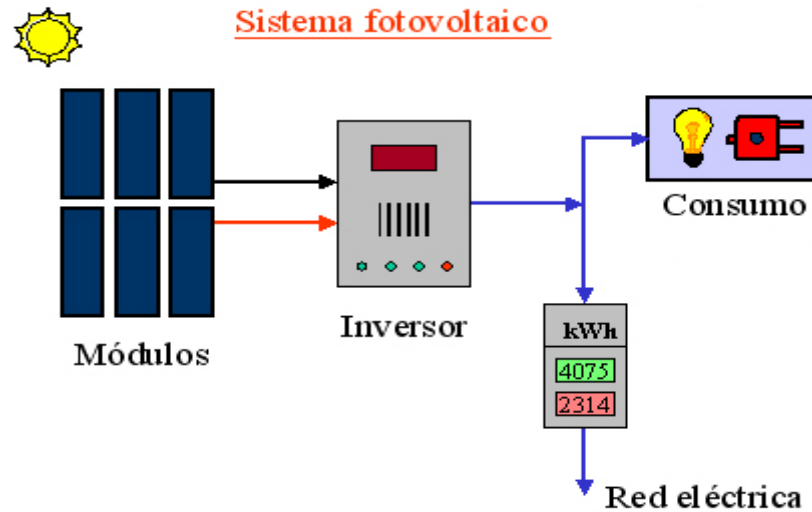 Sistema fotovoltaico
Consumo
Inversor
Módulos
kWh
4075
2314
Red eléctrica